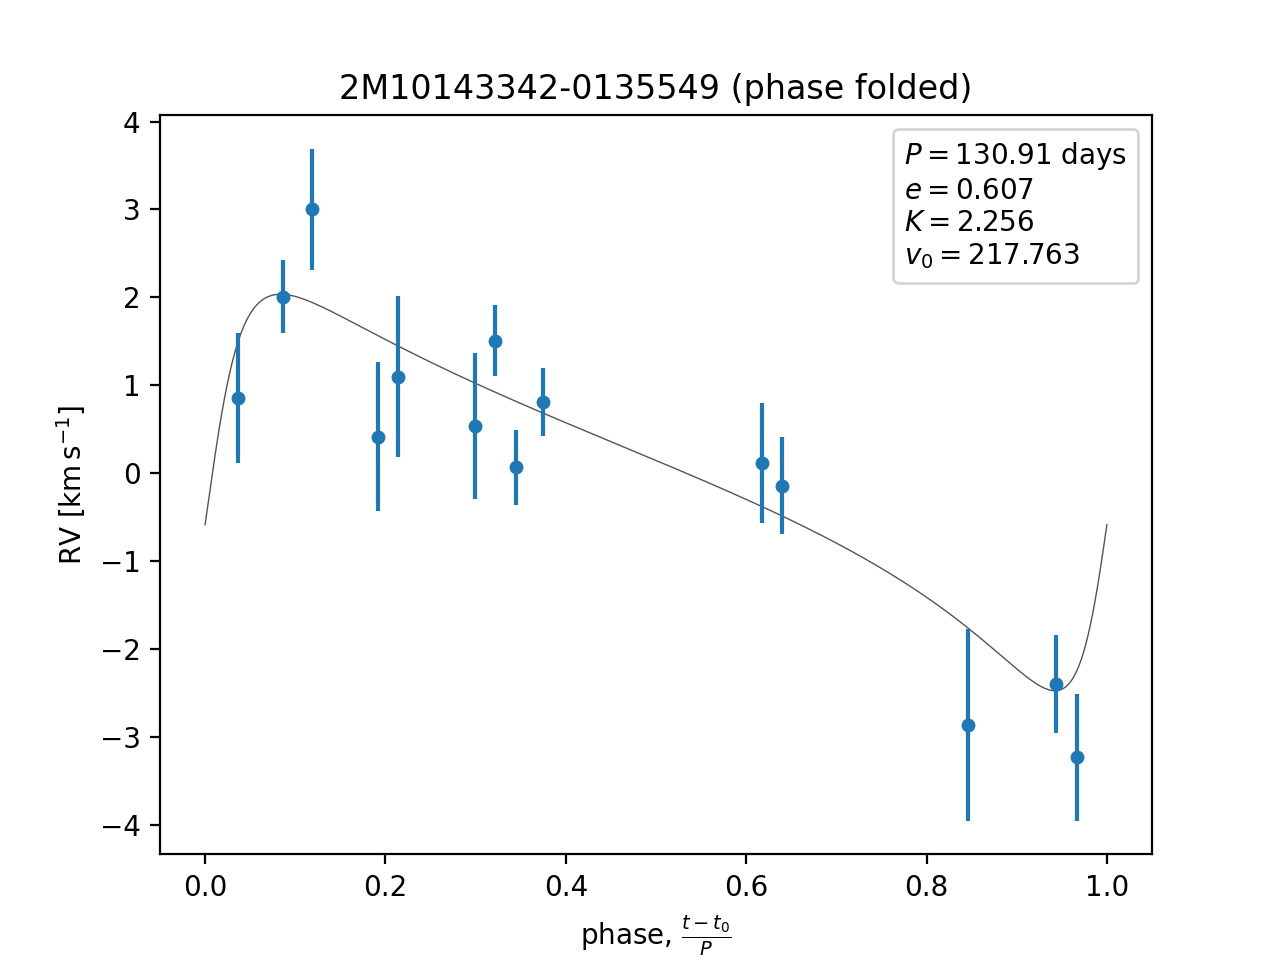 2M10143342-0135549 (phase folded)
P = 130.91 days
e = 0.607
K = 2.256
v₀ = 217.763
4
3
2
1
0
−1
−2
−3
−4
RV [km s⁻¹]
0.0 0.2 0.4 0.6 0.8 1.0
phase, (t − t₀)/P